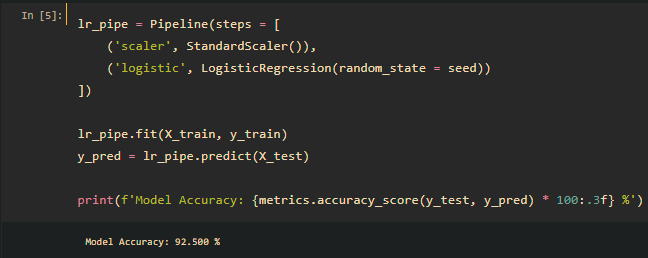 In [5]:
lr_pipe = Pipeline(steps = [
    ('scaler', StandardScaler()),
    ('logistic', LogisticRegression(random_state = seed))
])
lr_pipe.fit(X_train, y_train)
y_pred = lr_pipe.predict(X_test)
print(f'Model Accuracy: {metrics.accuracy_score(y_test, y_pred) * 100:.3f} %')
Model Accuracy: 92.500 %